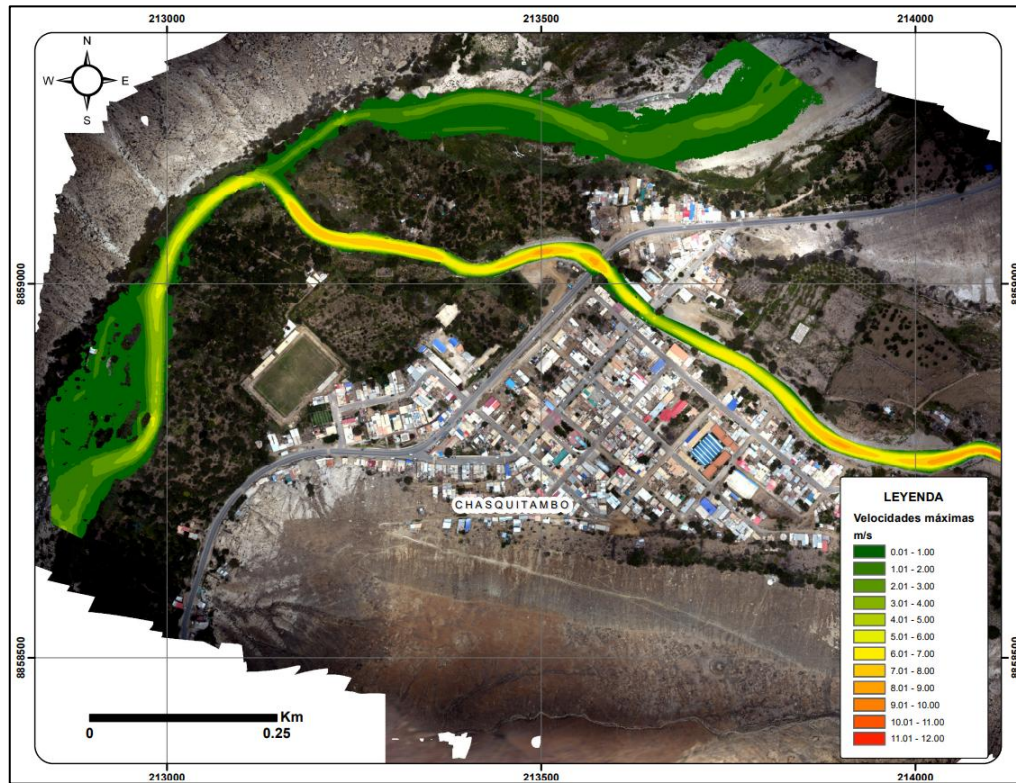 213000 213500 214000
N
W E
S
8859000 8859000
CHASQUITAMBO
LEYENDA
Velocidades máximas
m/s
0.01 - 1.00
1.01 - 2.00
2.01 - 3.00
3.01 - 4.00
4.01 - 5.00
5.01 - 6.00
6.01 - 7.00
7.01 - 8.00
8.01 - 9.00
9.01 - 10.00
10.01 - 11.00
11.01 - 12.00
8858500 8858500
Km
0 0.25
213000 213500 214000